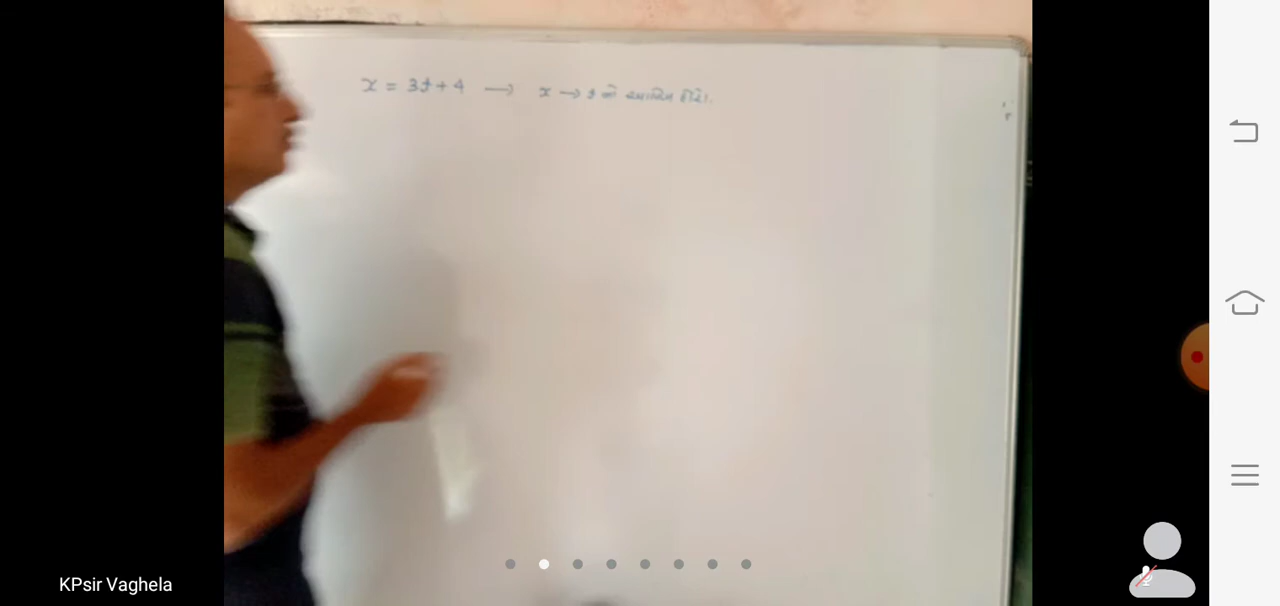 x = 3t + 4 → x → t ને
KPsir Vaghela